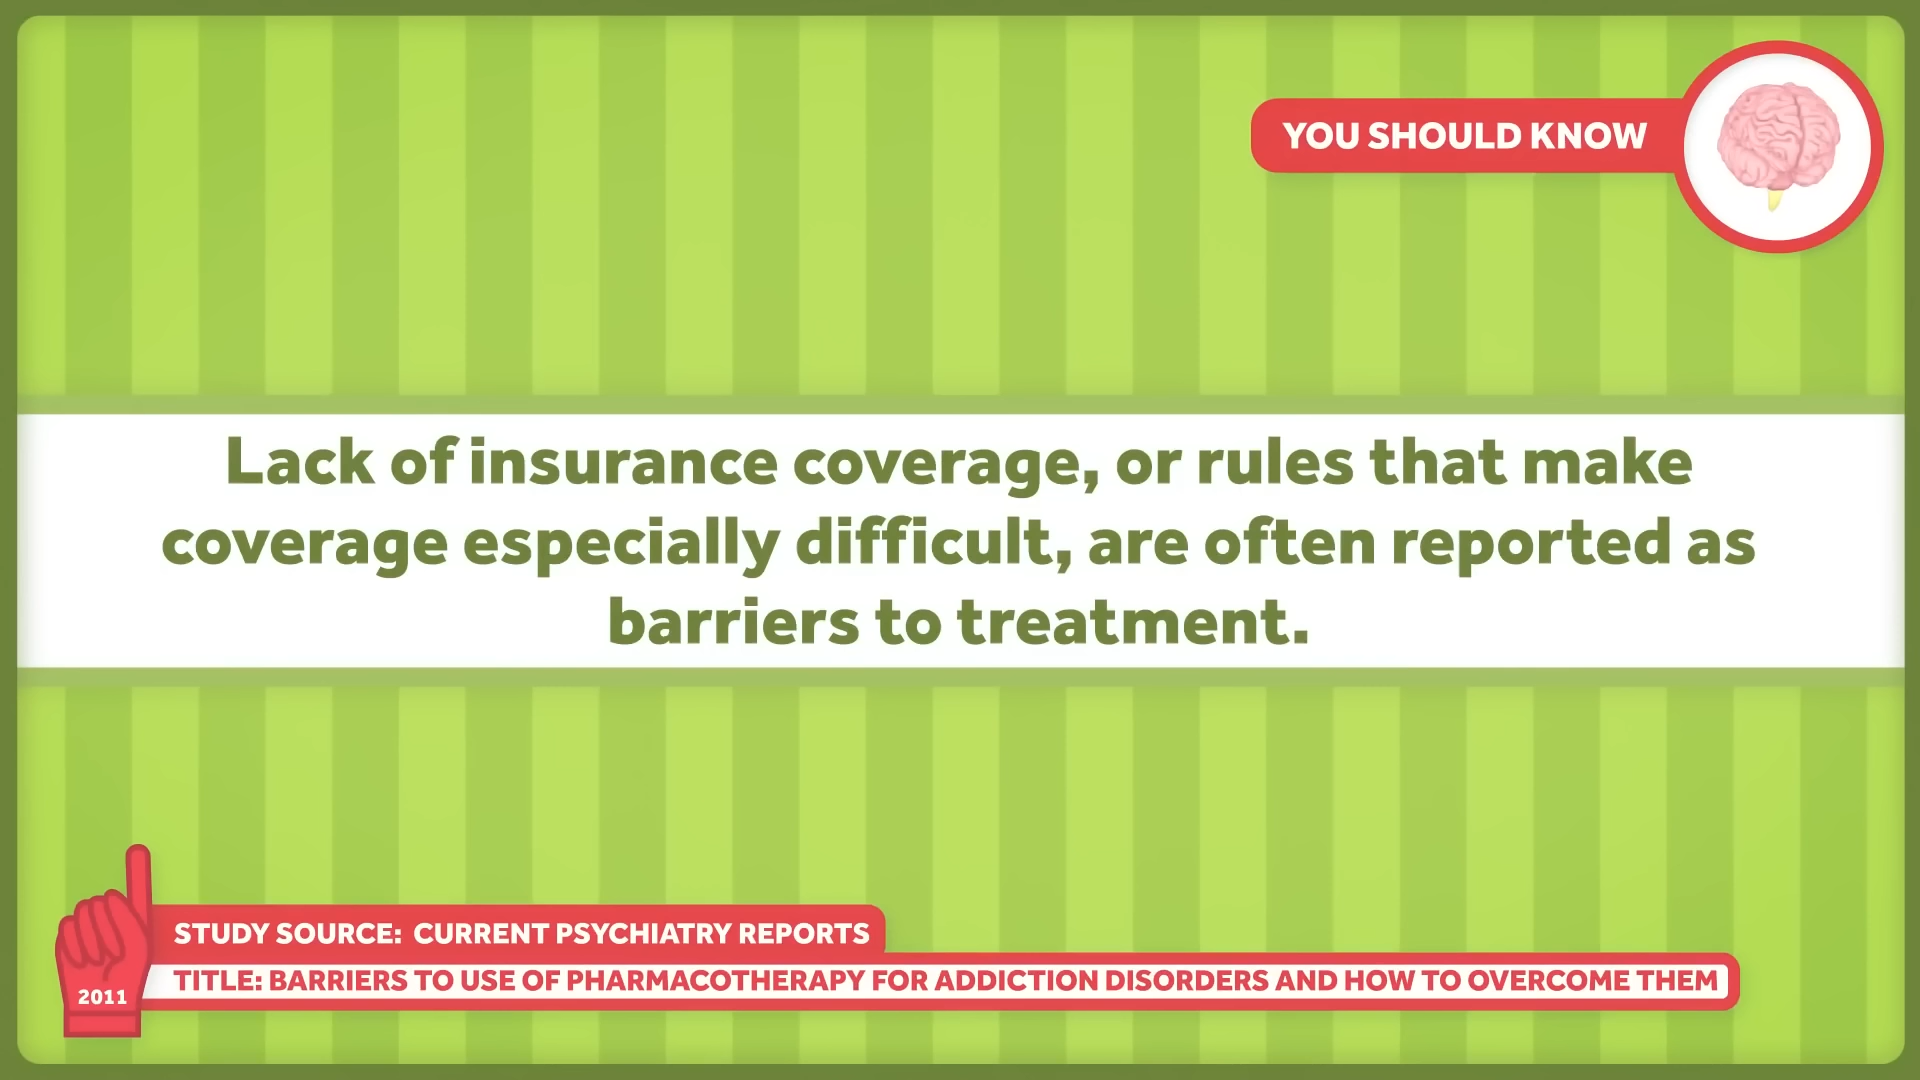 YOU SHOULD KNOW
Lack of insurance coverage, or rules that make
coverage especially difficult, are often reported as
barriers to treatment.
STUDY SOURCE: CURRENT PSYCHIATRY REPORTS
TITLE: BARRIERS TO USE OF PHARMACOTHERAPY FOR ADDICTION DISORDERS AND HOW TO OVERCOME THEM
2011